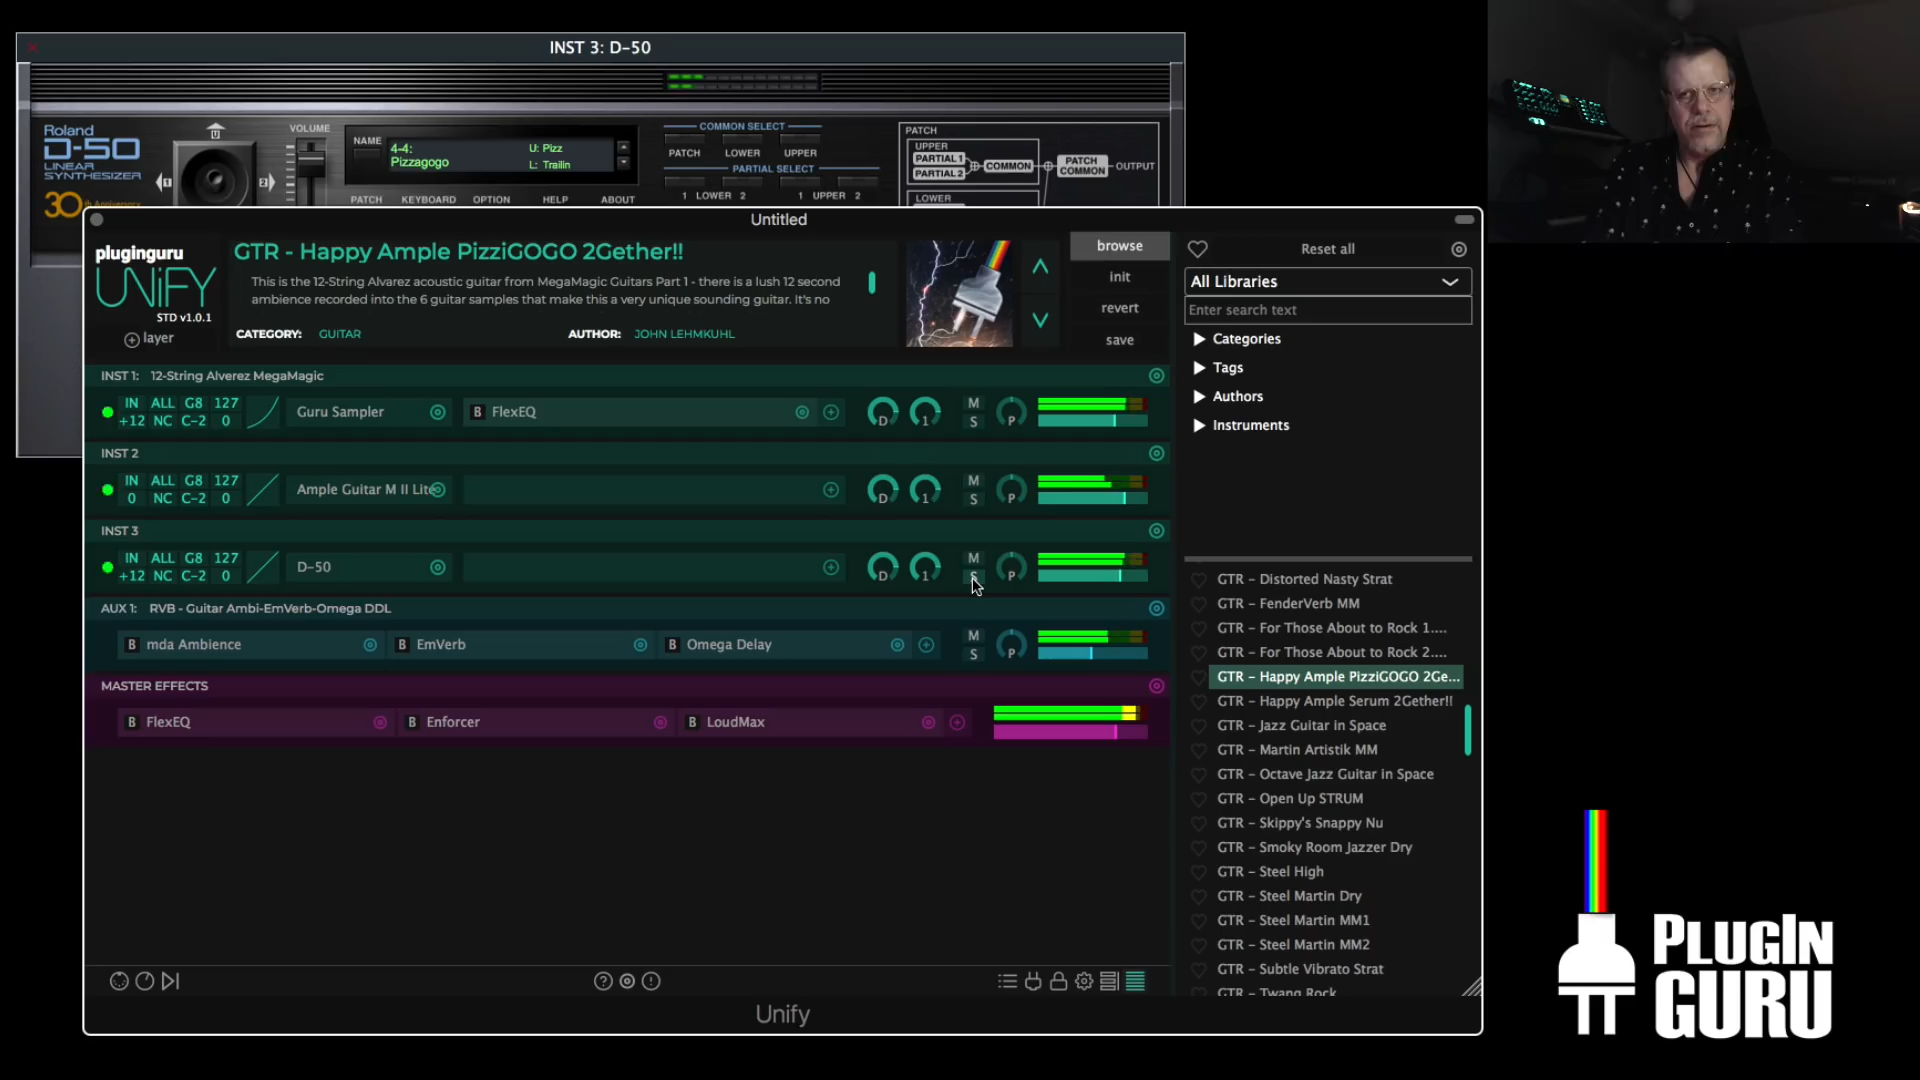 INST 3: D-50
Roland
D-50
LINEAR
SYNTHESIZER
30th Anniversary
U
1
2
VOLUME
NAME
4-4:
Pizzagogo
U: Pizz
L: Trailin
PATCH KEYBOARD OPTION HELP ABOUT
COMMON SELECT
PATCH LOWER UPPER
PARTIAL SELECT
1 LOWER 2 1 UPPER 2
PATCH
UPPER
PARTIAL 1
PARTIAL 2
COMMON
PATCH
COMMON
OUTPUT
LOWER
Untitled
pluginguru
UNIFY
STD v1.0.1
layer
GTR - Happy Ample PizziGOGO 2Gether!!
This is the 12-String Alvarez acoustic guitar from MegaMagic Guitars Part 1 - there is a lush 12 second
ambience recorded into the 6 guitar samples that make this a very unique sounding guitar. It's no
CATEGORY: GUITAR AUTHOR: JOHN LEHMKUHL
browse
init
revert
save
Reset all
All Libraries
Enter search text
Categories
Tags
Authors
Instruments
INST 1: 12-String Alverez MegaMagic
IN ALL G8 127
+12 NC C-2 0
Guru Sampler
B FlexEQ
D 1 M S P
INST 2
IN ALL G8 127
0 NC C-2 0
Ample Guitar M II Lite
D 1 M S P
INST 3
IN ALL G8 127
+12 NC C-2 0
D-50
D 1 M S P
AUX 1: RVB - Guitar Ambi-EmVerb-Omega DDL
B mda Ambience B EmVerb B Omega Delay
M S P
MASTER EFFECTS
B FlexEQ B Enforcer B LoudMax
GTR - Distorted Nasty Strat
GTR - FenderVerb MM
GTR - For Those About to Rock 1....
GTR - For Those About to Rock 2....
GTR - Happy Ample PizziGOGO 2Ge...
GTR - Happy Ample Serum 2Gether!!
GTR - Jazz Guitar in Space
GTR - Martin Artistik MM
GTR - Octave Jazz Guitar in Space
GTR - Open Up STRUM
GTR - Skippy's Snappy Nu
GTR - Smoky Room Jazzer Dry
GTR - Steel High
GTR - Steel Martin Dry
GTR - Steel Martin MM1
GTR - Steel Martin MM2
GTR - Subtle Vibrato Strat
GTR - Twang Rock
Unify
PLUGIN
GURU